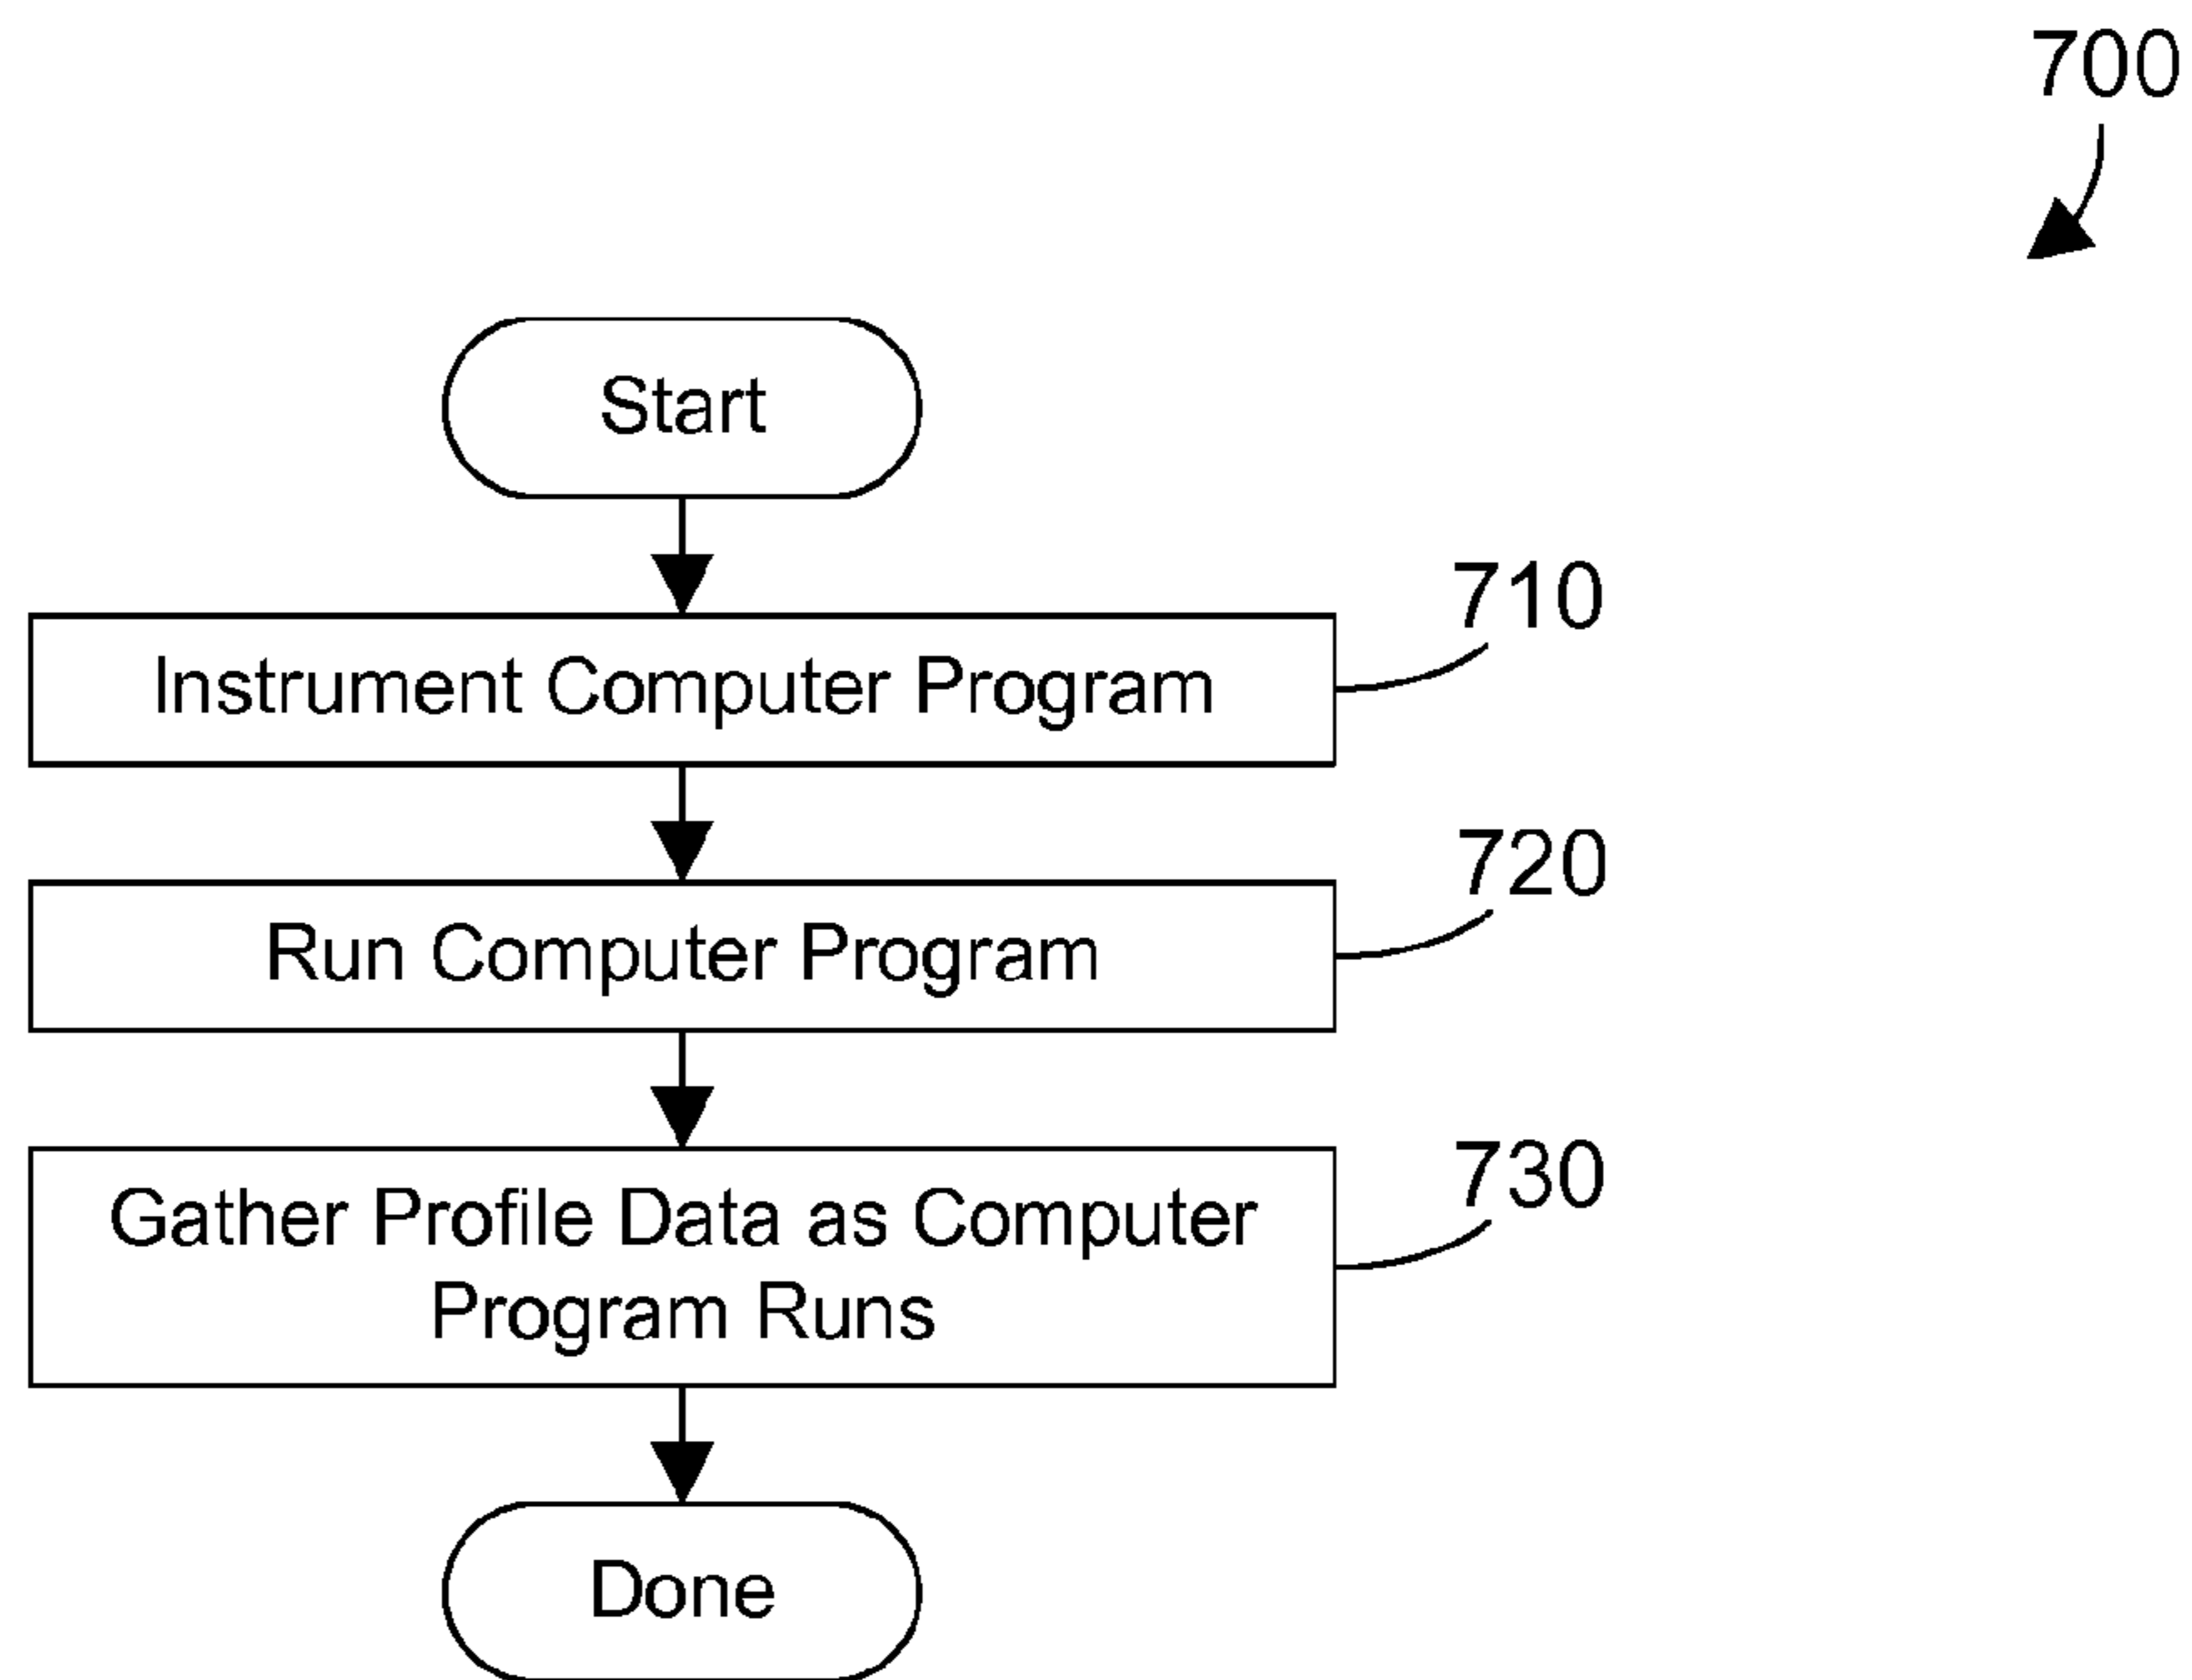 700
Start
710
Instrument Computer Program
720
Run Computer Program
730
Gather Profile Data as Computer
Program Runs
Done